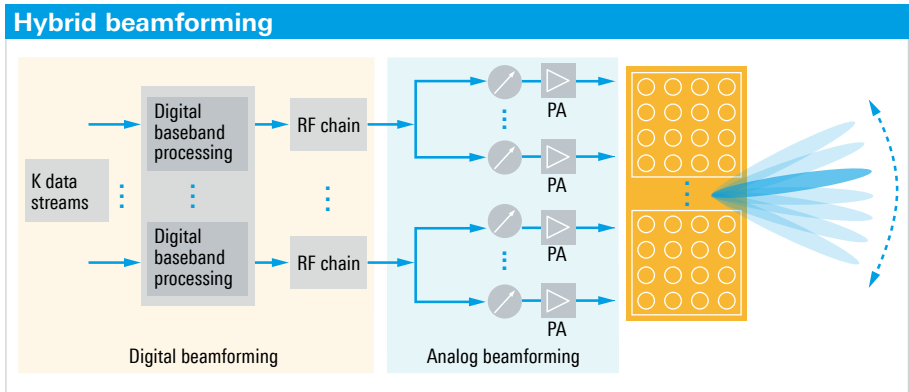 Hybrid beamforming
Digital
baseband
processing
RF chain
PA
K data
streams
PA
PA
Digital
baseband
processing
RF chain
PA
Digital beamforming
Analog beamforming